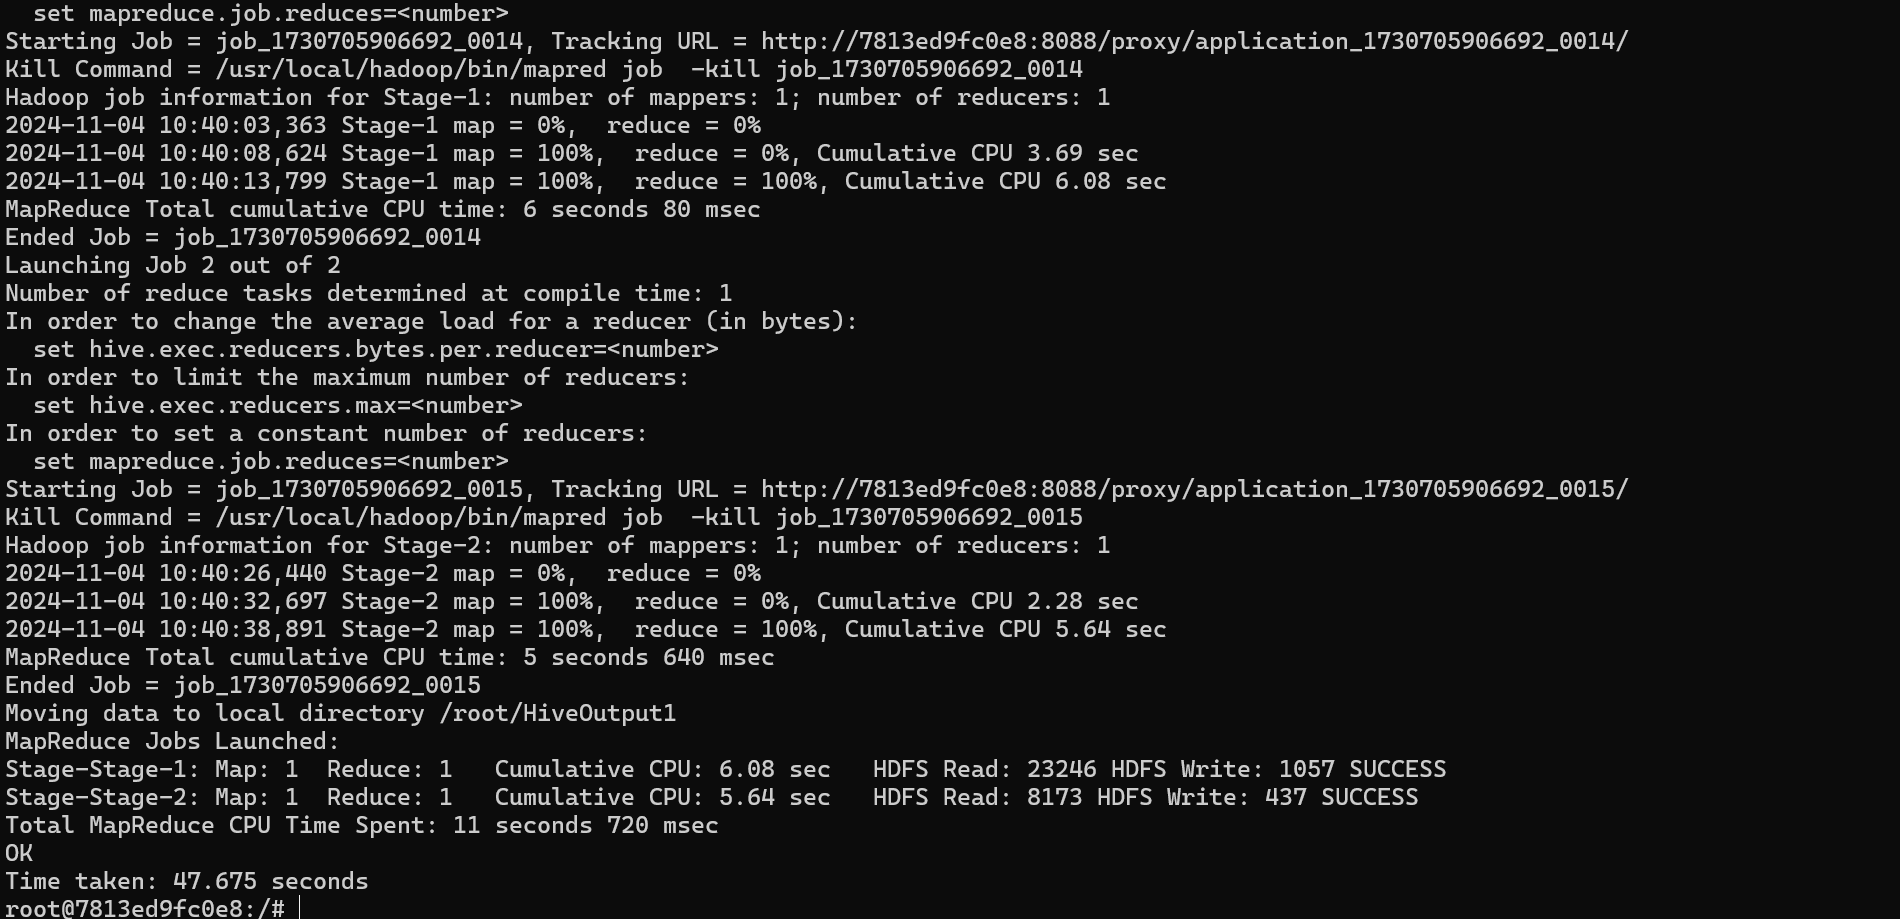 set mapreduce.job.reduces=<number>
Starting Job = job_1730705906692_0014, Tracking URL = http://7813ed9fc0e8:8088/proxy/application_1730705906692_0014/
Kill Command = /usr/local/hadoop/bin/mapred job  -kill job_1730705906692_0014
Hadoop job information for Stage-1: number of mappers: 1; number of reducers: 1
2024-11-04 10:40:03,363 Stage-1 map = 0%,  reduce = 0%
2024-11-04 10:40:08,624 Stage-1 map = 100%,  reduce = 0%, Cumulative CPU 3.69 sec
2024-11-04 10:40:13,799 Stage-1 map = 100%,  reduce = 100%, Cumulative CPU 6.08 sec
MapReduce Total cumulative CPU time: 6 seconds 80 msec
Ended Job = job_1730705906692_0014
Launching Job 2 out of 2
Number of reduce tasks determined at compile time: 1
In order to change the average load for a reducer (in bytes):
  set hive.exec.reducers.bytes.per.reducer=<number>
In order to limit the maximum number of reducers:
  set hive.exec.reducers.max=<number>
In order to set a constant number of reducers:
  set mapreduce.job.reduces=<number>
Starting Job = job_1730705906692_0015, Tracking URL = http://7813ed9fc0e8:8088/proxy/application_1730705906692_0015/
Kill Command = /usr/local/hadoop/bin/mapred job  -kill job_1730705906692_0015
Hadoop job information for Stage-2: number of mappers: 1; number of reducers: 1
2024-11-04 10:40:26,440 Stage-2 map = 0%,  reduce = 0%
2024-11-04 10:40:32,697 Stage-2 map = 100%,  reduce = 0%, Cumulative CPU 2.28 sec
2024-11-04 10:40:38,891 Stage-2 map = 100%,  reduce = 100%, Cumulative CPU 5.64 sec
MapReduce Total cumulative CPU time: 5 seconds 640 msec
Ended Job = job_1730705906692_0015
Moving data to local directory /root/HiveOutput1
MapReduce Jobs Launched:
Stage-Stage-1: Map: 1  Reduce: 1   Cumulative CPU: 6.08 sec   HDFS Read: 23246 HDFS Write: 1057 SUCCESS
Stage-Stage-2: Map: 1  Reduce: 1   Cumulative CPU: 5.64 sec   HDFS Read: 8173 HDFS Write: 437 SUCCESS
Total MapReduce CPU Time Spent: 11 seconds 720 msec
OK
Time taken: 47.675 seconds
root@7813ed9fc0e8:/#